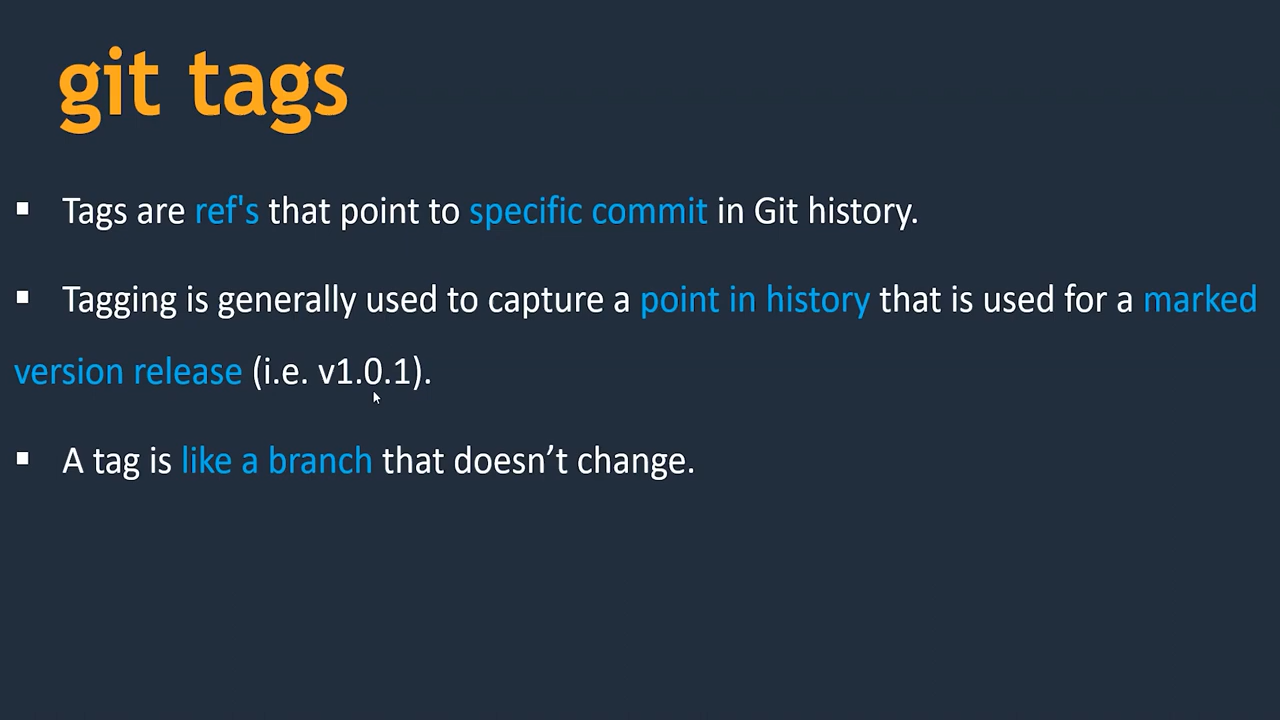 git tags
▪ Tags are ref's that point to specific commit in Git history.
▪ Tagging is generally used to capture a point in history that is used for a marked
version release (i.e. v1.0.1).
▪ A tag is like a branch that doesn’t change.